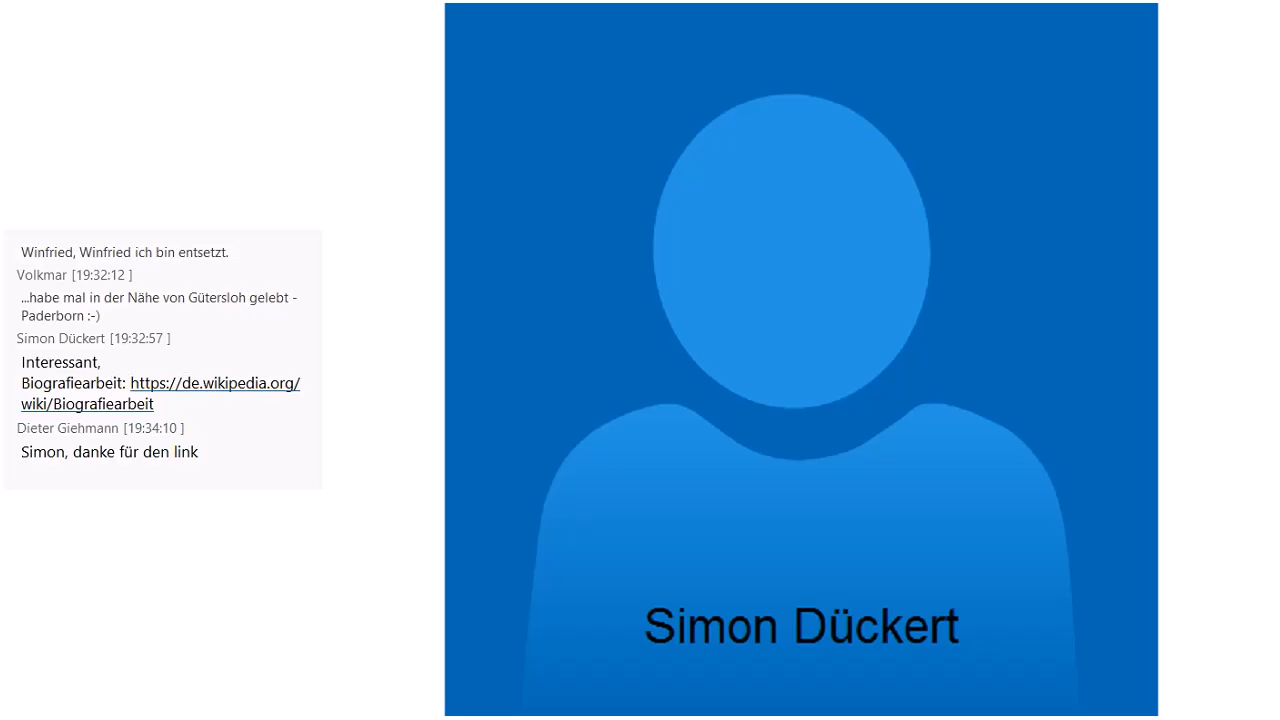 Winfried, Winfried ich bin entsetzt.
Volkmar [19:32:12 ]
...habe mal in der Nähe von Gütersloh gelebt -
Paderborn :-)
Simon Dückert [19:32:57 ]
Interessant,
Biografiearbeit: https://de.wikipedia.org/
wiki/Biografiearbeit
Dieter Giehmann [19:34:10 ]
Simon, danke für den link
Simon Dückert